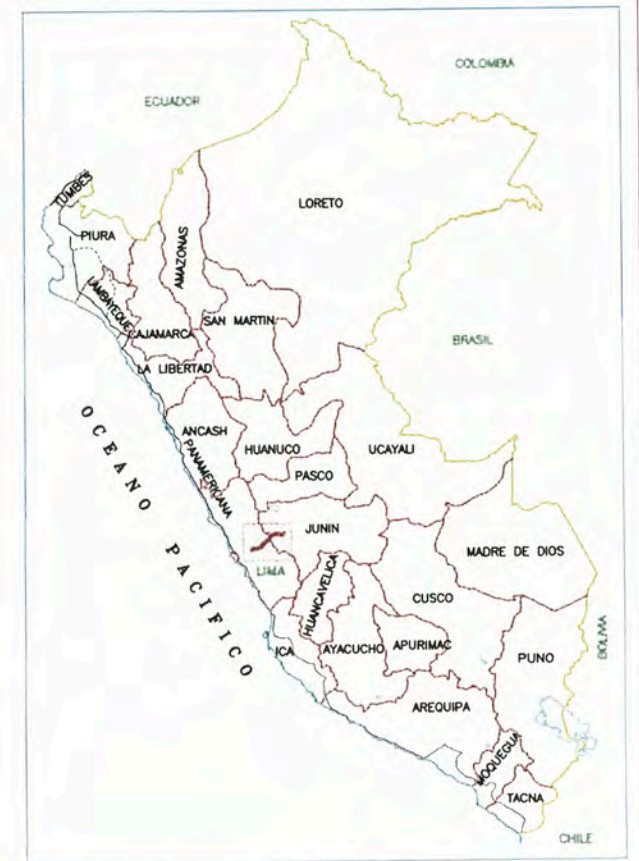 COLOMBIA
ECUADOR
TUMBES
LORETO
PIURA
AMAZONAS
LAMBAYEQUE
CAJAMARCA
SAN MARTIN
BRASIL
LA LIBERTAD
ANCASH
HUANUCO
UCAYALI
PANAMERICANA
PASCO
OCEANO PACIFICO
JUNIN
MADRE DE DIOS
LIMA
HUANCAVELICA
CUSCO
ICA
AYACUCHO
APURIMAC
PUNO
BOLIVIA
AREQUIPA
MOQUEGUA
TACNA
CHILE